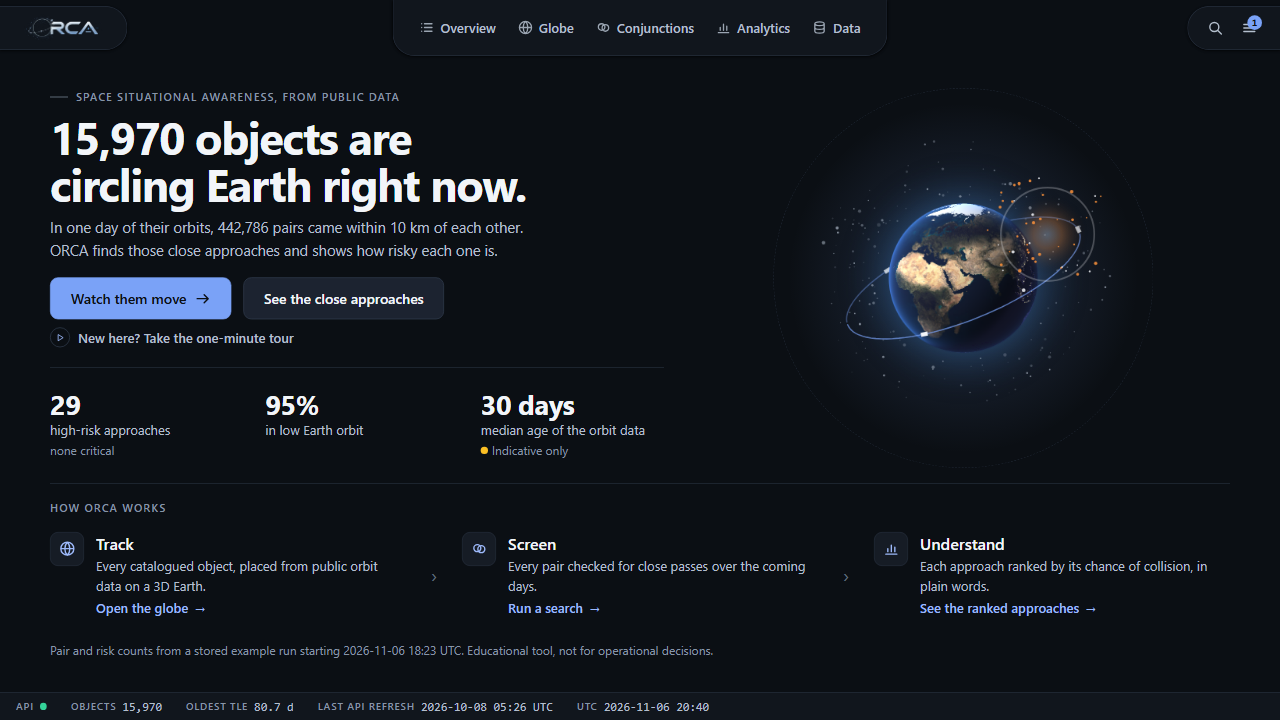 ORCA
Overview
Globe
Conjunctions
Analytics
Data
1
SPACE SITUATIONAL AWARENESS, FROM PUBLIC DATA
15,970 objects are
circling Earth right now.
In one day of their orbits, 442,786 pairs came within 10 km of each other.
ORCA finds those close approaches and shows how risky each one is.
Watch them move →
See the close approaches
New here? Take the one-minute tour
29
high-risk approaches
none critical
95%
in low Earth orbit
30 days
median age of the orbit data
Indicative only
HOW ORCA WORKS
Track
Every catalogued object, placed from public orbit
data on a 3D Earth.
Open the globe →
›
Screen
Every pair checked for close passes over the coming
days.
Run a search →
›
Understand
Each approach ranked by its chance of collision, in
plain words.
See the ranked approaches →
Pair and risk counts from a stored example run starting 2026-11-06 18:23 UTC. Educational tool, not for operational decisions.
API
OBJECTS 15,970
OLDEST TLE 80.7 d
LAST API REFRESH 2026-10-08 05:26 UTC
UTC 2026-11-06 20:40